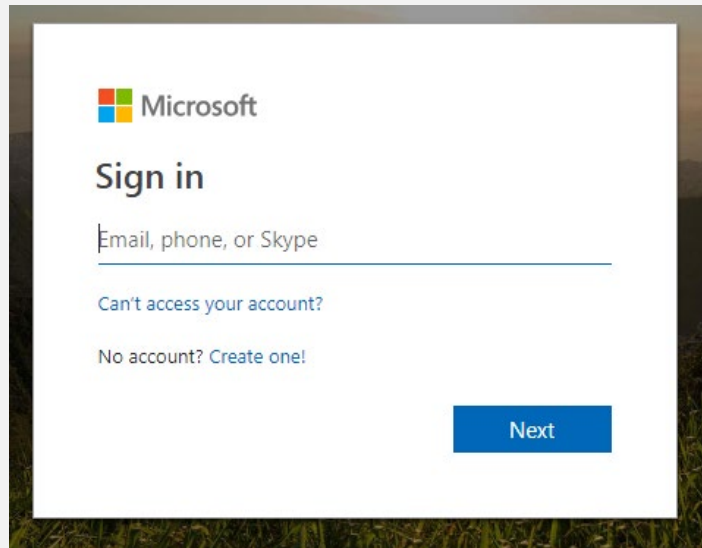 Microsoft
Sign in
Email, phone, or Skype
Can't access your account?
No account? Create one!
Next